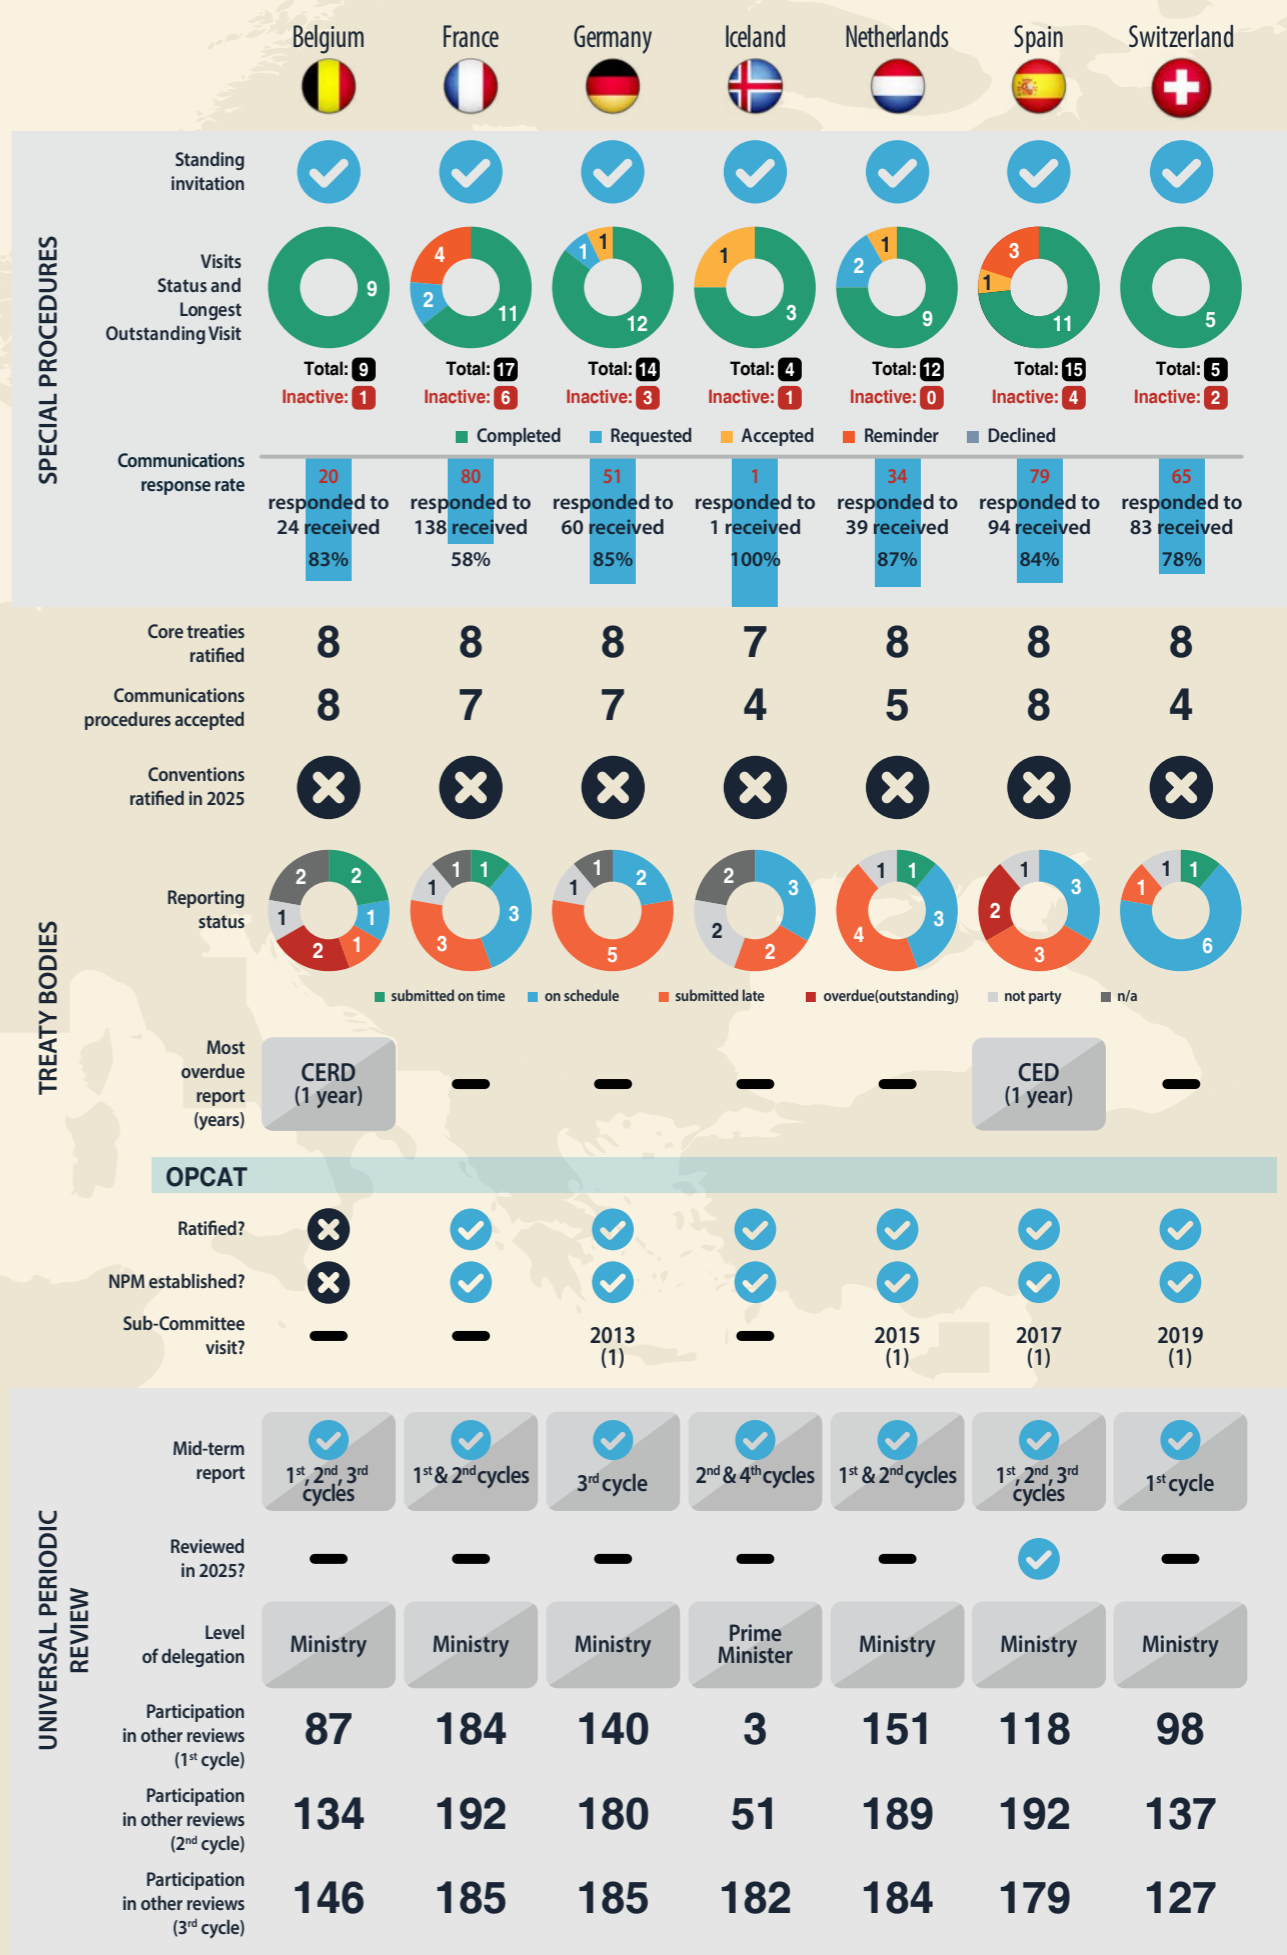 Belgium France Germany Iceland Netherlands Spain Switzerland
SPECIAL PROCEDURES
Standing
invitation
Visits
Status and
Longest
Outstanding Visit
9
4 2 11
1 1 12
1 3
2 1 9
3 1 11
5
Total: 9 Total: 17 Total: 14 Total: 4 Total: 12 Total: 15 Total: 5
Inactive: 1 Inactive: 6 Inactive: 3 Inactive: 1 Inactive: 0 Inactive: 4 Inactive: 2
Completed Requested Accepted Reminder Declined
Communications
response rate
20 80 51 1 34 79 65
responded to responded to responded to responded to responded to responded to responded to
24 received 138 received 60 received 1 received 39 received 94 received 83 received
83% 58% 85% 100% 87% 84% 78%
TREATY BODIES
Core treaties
ratified
8 8 8 7 8 8 8
Communications
procedures accepted
8 7 7 4 5 8 4
Conventions
ratified in 2025
Reporting
status
2 2 1 1 2 1
1 1 3 3 1
1 2 5 1
2 3 2 2
1 1 3 4
1 3 3 2
1 1 6 1
submitted on time on schedule submitted late overdue(outstanding) not party n/a
Most
overdue
report
(years)
CERD
(1 year)
CED
(1 year)
OPCAT
Ratified?
NPM established?
Sub-Committee
visit?
2013 2015 2017 2019
(1) (1) (1) (1)
UNIVERSAL PERIODIC
REVIEW
Mid-term
report
1st, 2nd, 3rd
cycles
1st & 2nd cycles
3rd cycle
2nd & 4th cycles
1st & 2nd cycles
1st, 2nd, 3rd
cycles
1st cycle
Reviewed
in 2025?
Level
of delegation
Ministry Ministry Ministry Prime
Minister Ministry Ministry Ministry
Participation
in other reviews
(1st cycle)
87 184 140 3 151 118 98
Participation
in other reviews
(2nd cycle)
134 192 180 51 189 192 137
Participation
in other reviews
(3rd cycle)
146 185 185 182 184 179 127